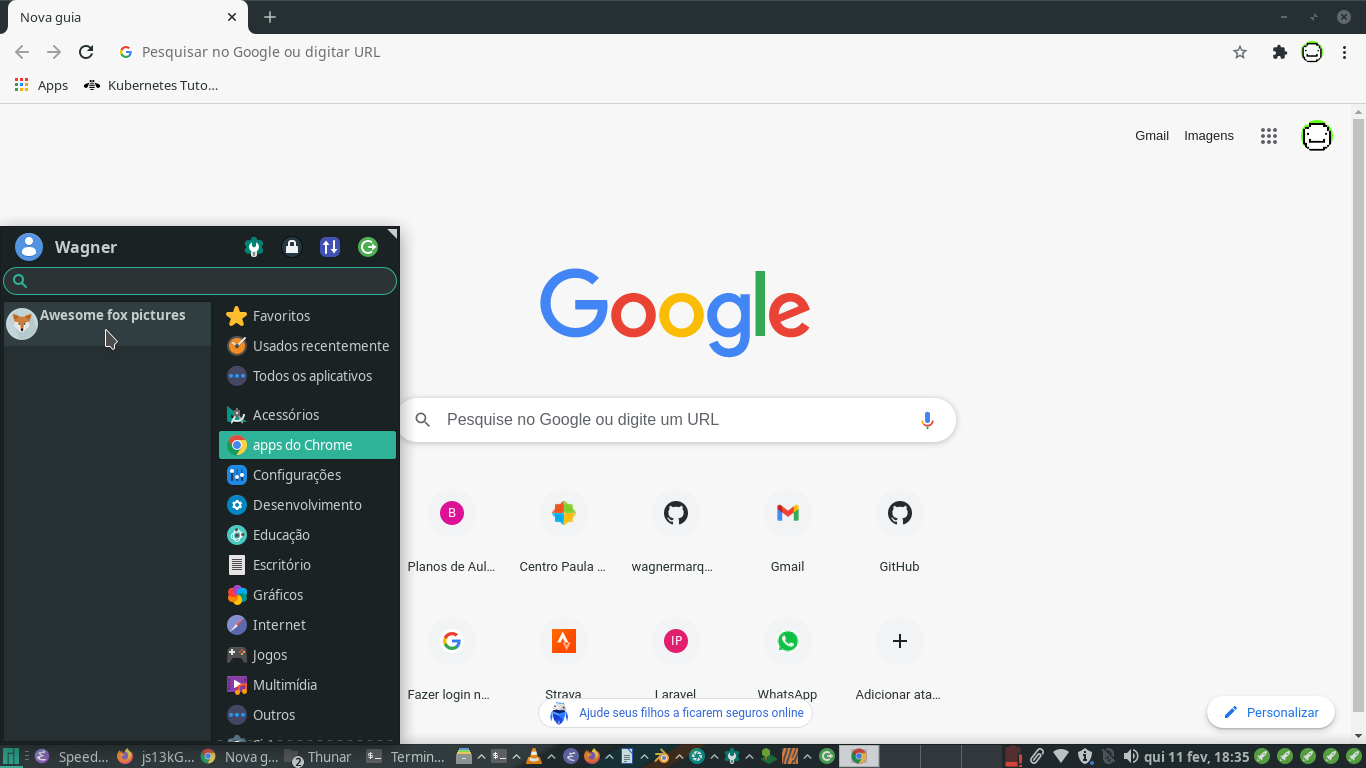 Nova guia
Pesquisar no Google ou digitar URL
Apps
Kubernetes Tuto...
Gmail
Imagens
Wagner
Awesome fox pictures
Favoritos
Usados recentemente
Todos os aplicativos
Acessórios
apps do Chrome
Configurações
Desenvolvimento
Educação
Escritório
Gráficos
Internet
Jogos
Multimídia
Outros
Google
Pesquise no Google ou digite um URL
B
Planos de Aul...
Centro Paula ...
wagnermarq...
Gmail
GitHub
IP
Fazer login n...
Strava
Laravel
WhatsApp
Adicionar ata...
Ajude seus filhos a ficarem seguros online
Personalizar
Speed...
js13kG...
Nova g...
2
Thunar
Termin...
qui 11 fev, 18:35